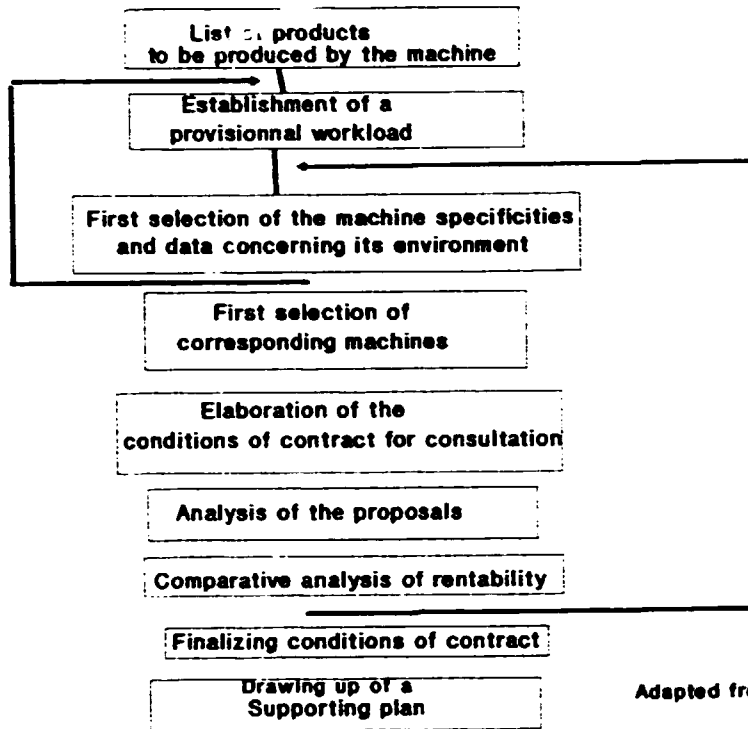 List products
to be produced by the machine
Establishment of a
provisionnal workload
First selection of the machine specificities
and data concerning its environment
First selection of
corresponding machines
Elaboration of the
conditions of contract for consultation
Analysis of the proposals
Comparative analysis of rentability
Finalizing conditions of contract
Drawing up of a
Supporting plan
Adapted